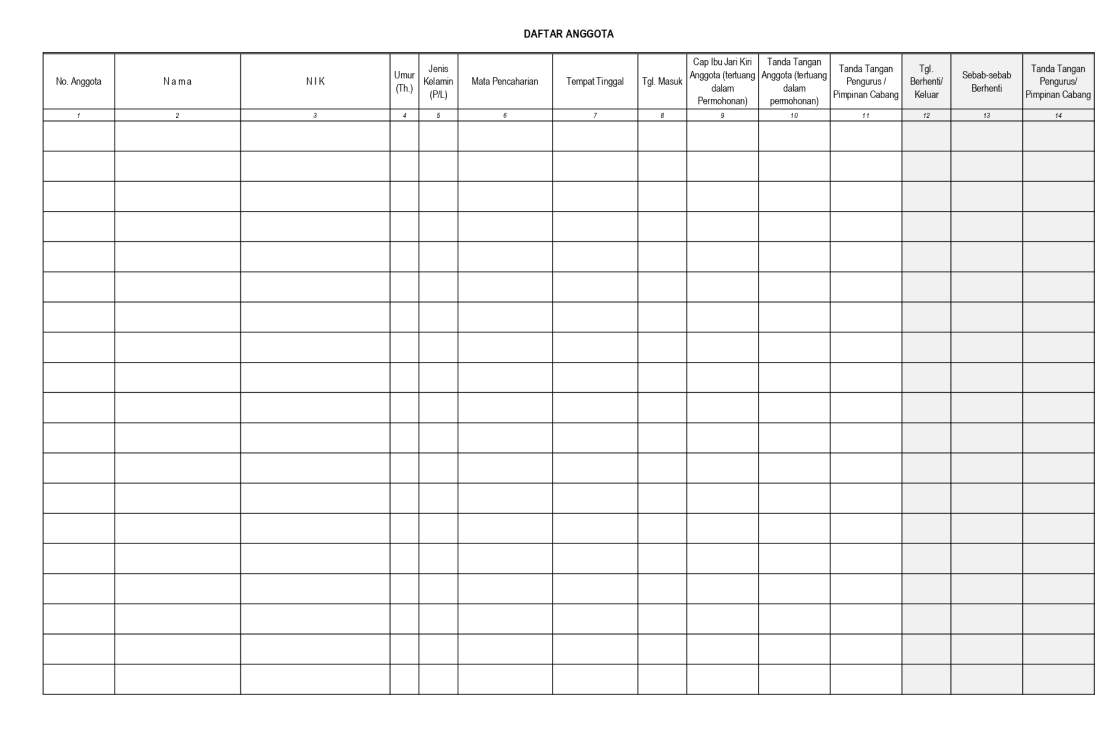 DAFTAR ANGGOTA
No. Anggota
N a m a
N I K
Umur
(Th.)
Jenis
Kelamin
(P/L)
Mata Pencaharian
Tempat Tinggal
Tgl. Masuk
Cap Ibu Jari Kiri
Anggota (tertuang
dalam
Permohonan)
Tanda Tangan
Anggota (tertuang
dalam
permohonan)
Tanda Tangan
Pengurus /
Pimpinan Cabang
Tgl.
Berhenti/
Keluar
Sebab-sebab
Berhenti
Tanda Tangan
Pengurus/
Pimpinan Cabang
1
2
3
4
5
6
7
8
9
10
11
12
13
14